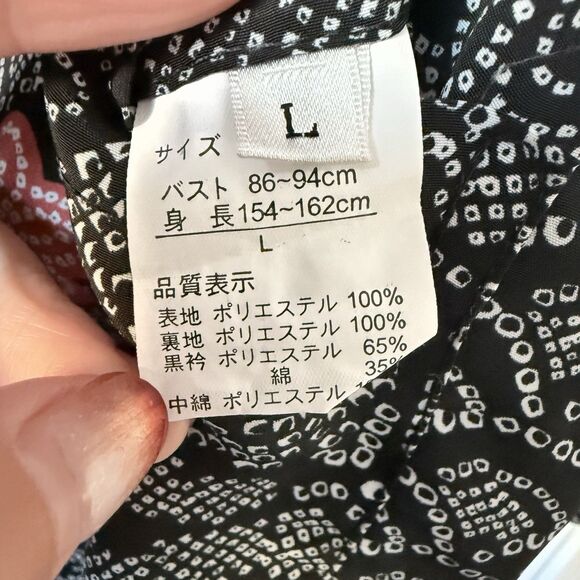 L
サイズ
バスト 86~94cm
身 長 154~162cm
L
品質表示
表地 ポリエステル 100%
裏地 ポリエステル 100%
黒衿 ポリエステル 65%
綿 35%
中綿 ポリエステル